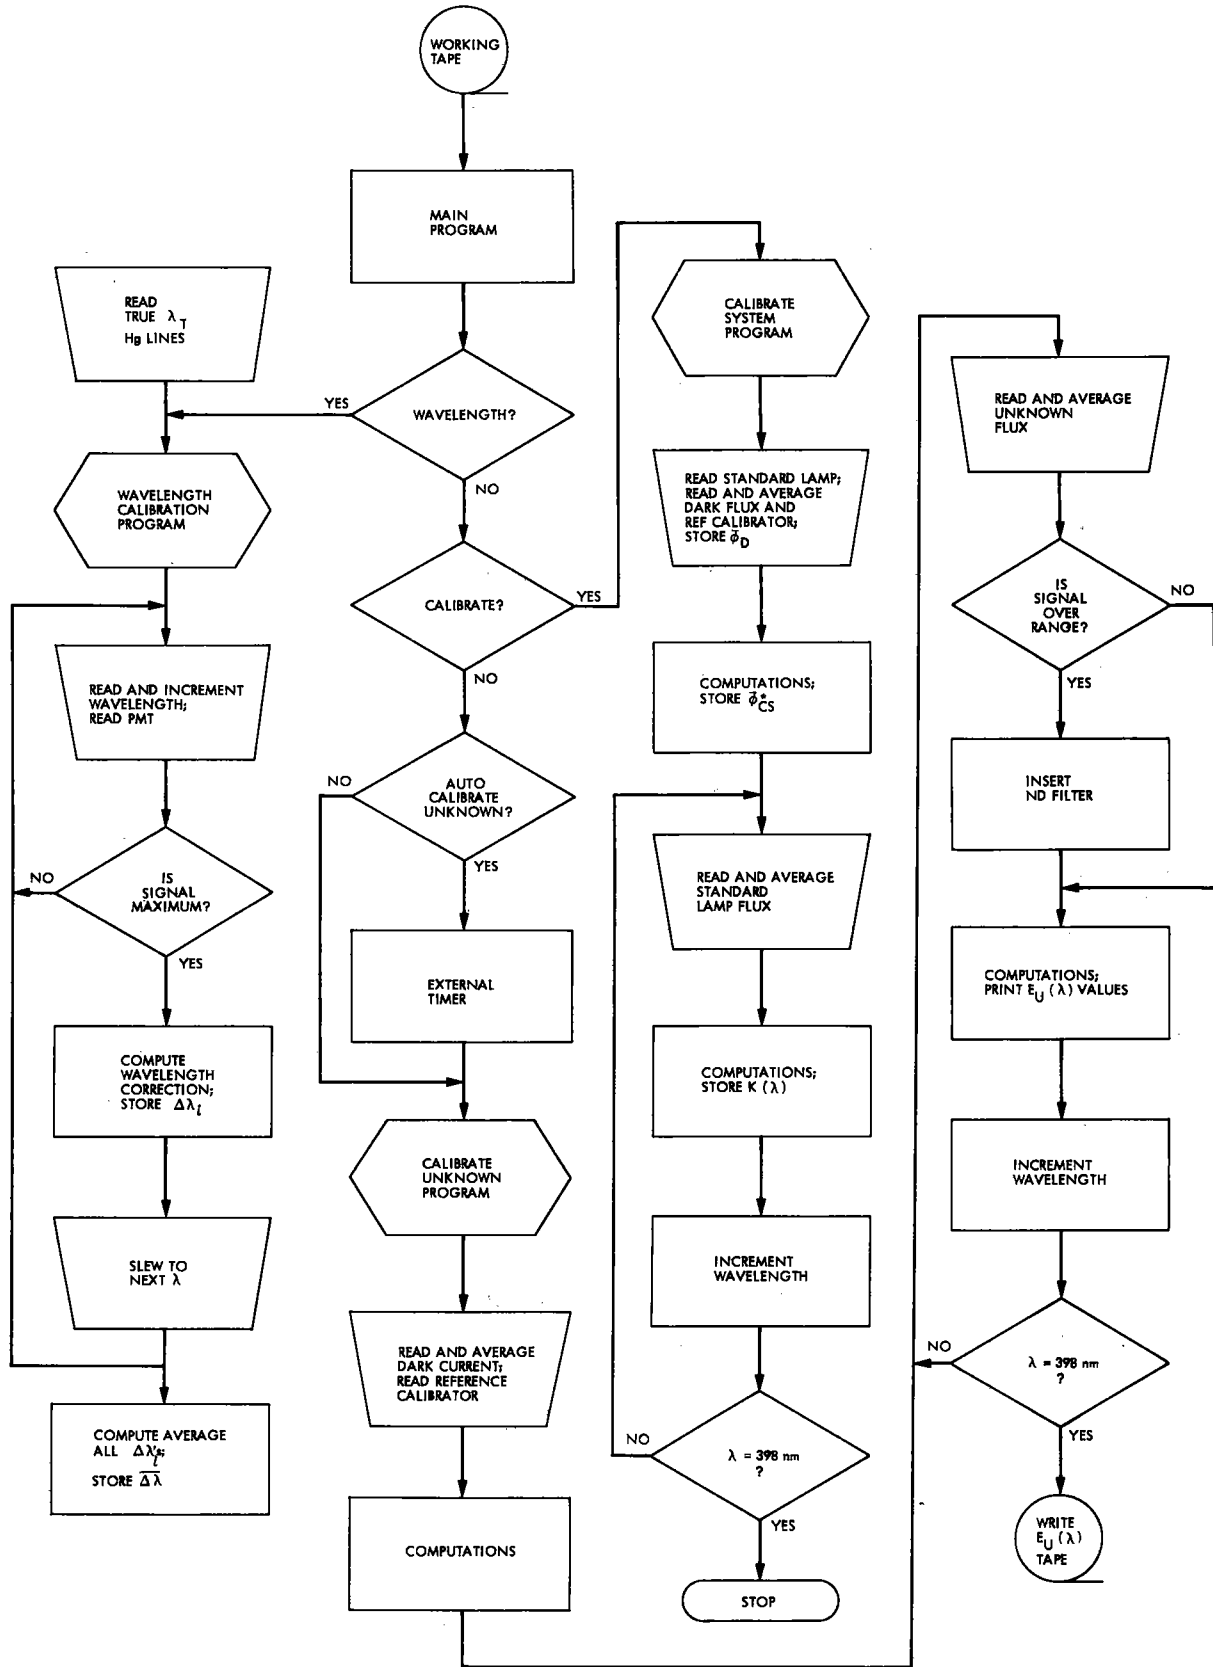 WORKING
TAPE
MAIN
PROGRAM
WAVELENGTH?
YES
NO
READ
TRUE λT
Hg LINES
WAVELENGTH
CALIBRATION
PROGRAM
READ AND INCREMENT
WAVELENGTH;
READ PMT
IS
SIGNAL
MAXIMUM?
NO
YES
COMPUTE
WAVELENGTH
CORRECTION;
STORE Δλi
SLEW TO
NEXT λ
COMPUTE AVERAGE
ALL Δλi's;
STORE \overline{Δλ}
CALIBRATE?
YES
NO
AUTO
CALIBRATE
UNKNOWN?
NO
YES
EXTERNAL
TIMER
CALIBRATE
UNKNOWN
PROGRAM
READ AND AVERAGE
DARK CURRENT;
READ REFERENCE
CALIBRATOR
COMPUTATIONS
CALIBRATE
SYSTEM
PROGRAM
READ STANDARD LAMP;
READ AND AVERAGE
DARK FLUX AND
REF CALIBRATOR;
STORE \bar{φ}D
COMPUTATIONS;
STORE \bar{φ}*CS
READ AND AVERAGE
STANDARD
LAMP FLUX
COMPUTATIONS;
STORE K (λ)
INCREMENT
WAVELENGTH
λ = 398 nm
?
NO
YES
STOP
READ AND AVERAGE
UNKNOWN
FLUX
IS
SIGNAL
OVER
RANGE?
NO
YES
INSERT
ND FILTER
COMPUTATIONS;
PRINT EU (λ) VALUES
INCREMENT
WAVELENGTH
λ = 398 nm
?
NO
YES
WRITE
EU (λ)
TAPE